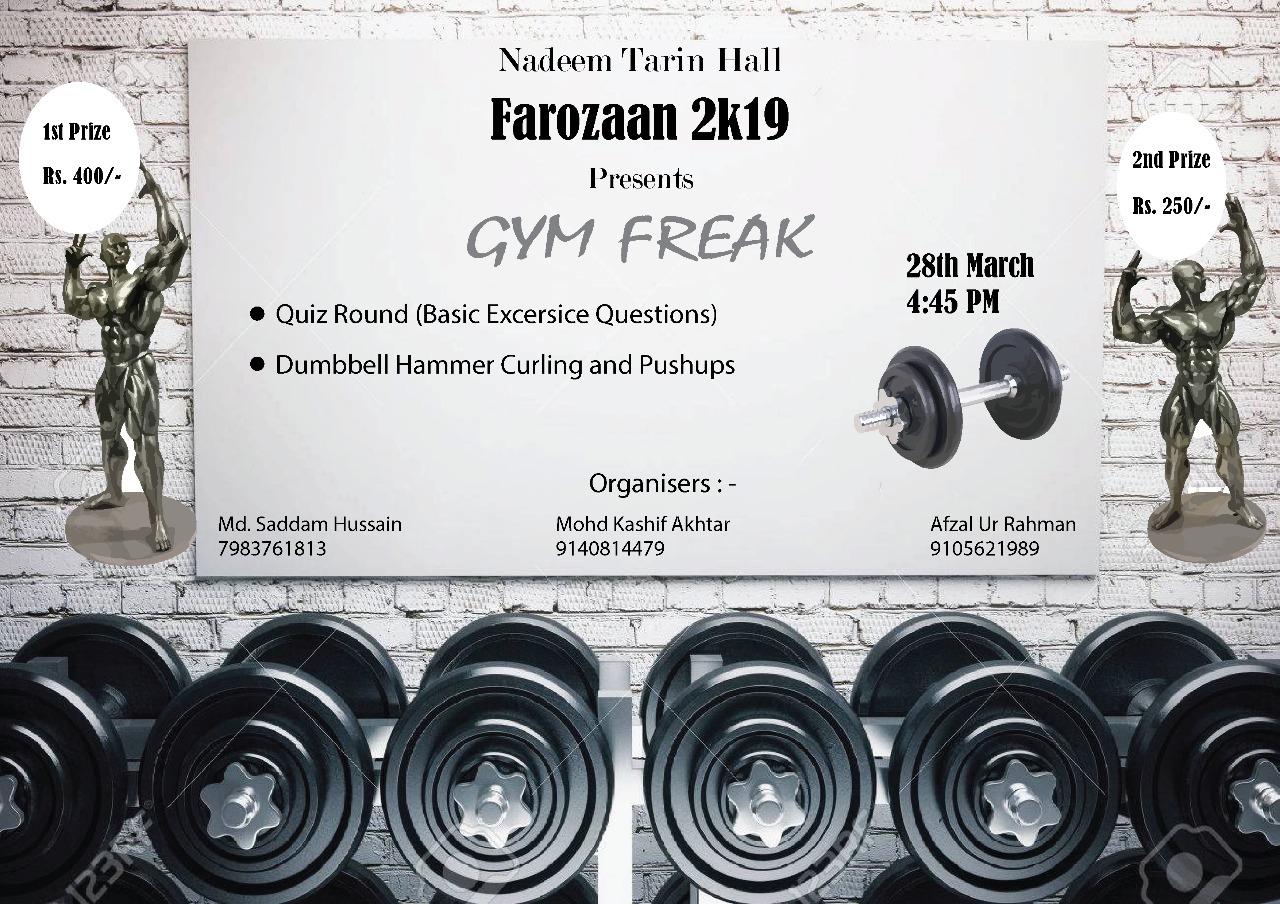 Nadeem Tarin Hall
Farozaan 2k19
Presents
GYM FREAK
1st Prize
Rs. 400/-
2nd Prize
Rs. 250/-
28th March
4:45 PM
● Quiz Round (Basic Excersice Questions)
● Dumbbell Hammer Curling and Pushups
Organisers : -
Md. Saddam Hussain
7983761813
Mohd Kashif Akhtar
9140814479
Afzal Ur Rahman
9105621989